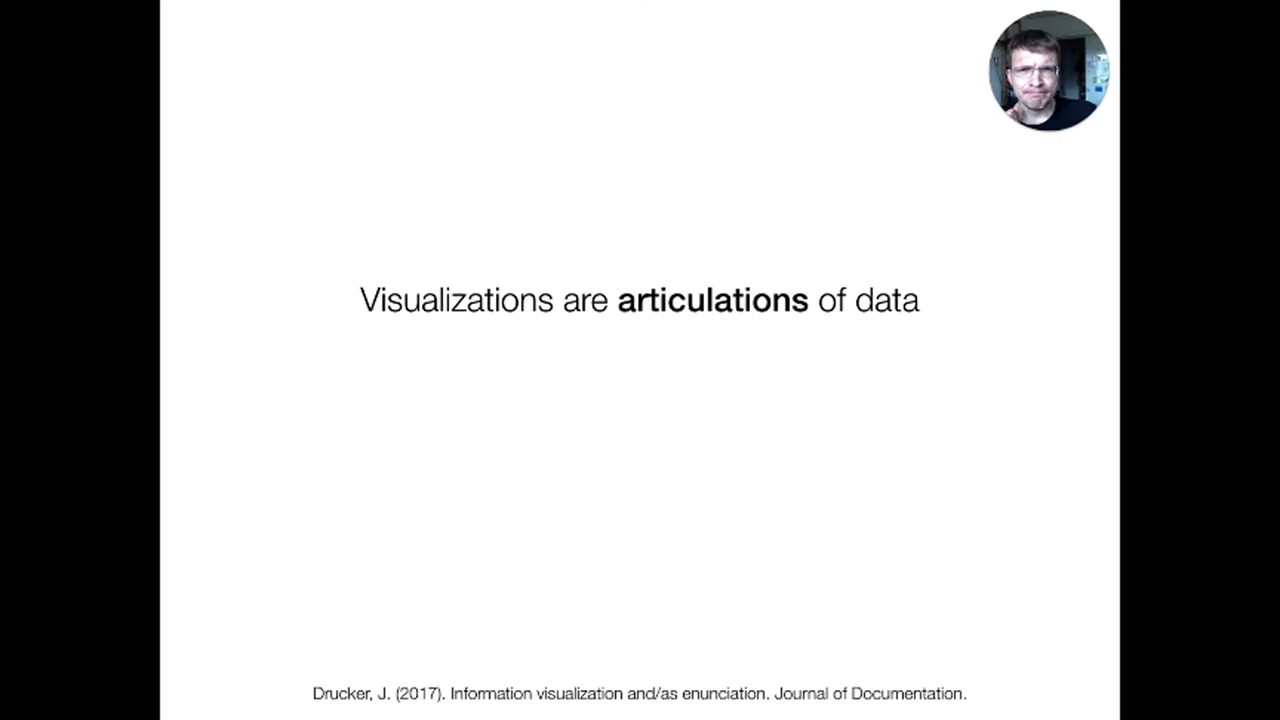 Visualizations are articulations of data
Drucker, J. (2017). Information visualization and/as enunciation. Journal of Documentation.